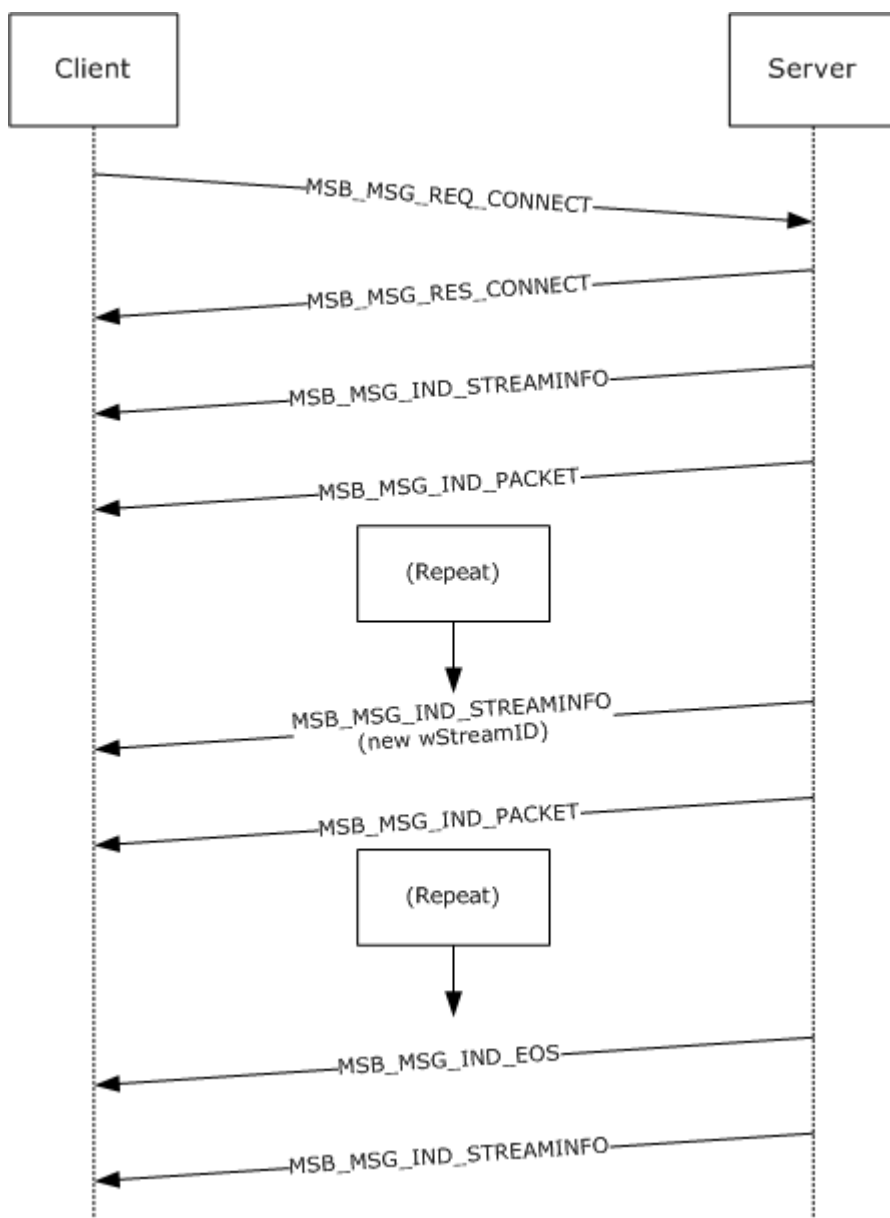 Client
Server
MSB_MSG_REQ_CONNECT
MSB_MSG_RES_CONNECT
MSB_MSG_IND_STREAMINFO
MSB_MSG_IND_PACKET
(Repeat)
MSB_MSG_IND_STREAMINFO
(new wStreamID)
MSB_MSG_IND_PACKET
(Repeat)
MSB_MSG_IND_EOS
MSB_MSG_IND_STREAMINFO